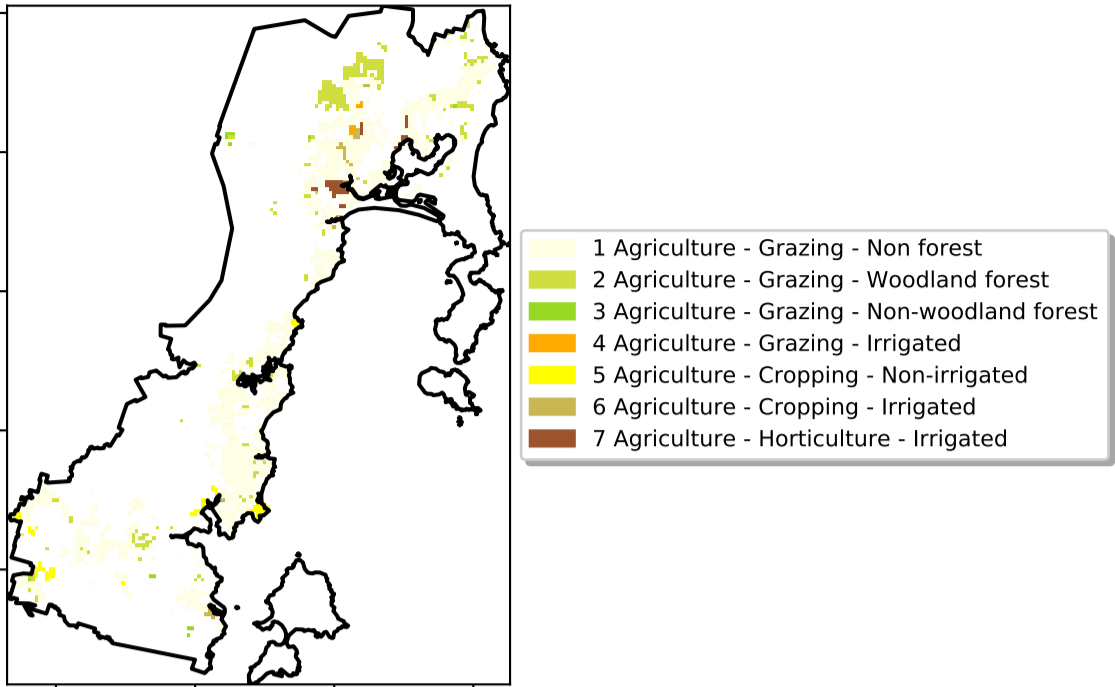 1 Agriculture - Grazing - Non forest
2 Agriculture - Grazing - Woodland forest
3 Agriculture - Grazing - Non-woodland forest
4 Agriculture - Grazing - Irrigated
5 Agriculture - Cropping - Non-irrigated
6 Agriculture - Cropping - Irrigated
7 Agriculture - Horticulture - Irrigated